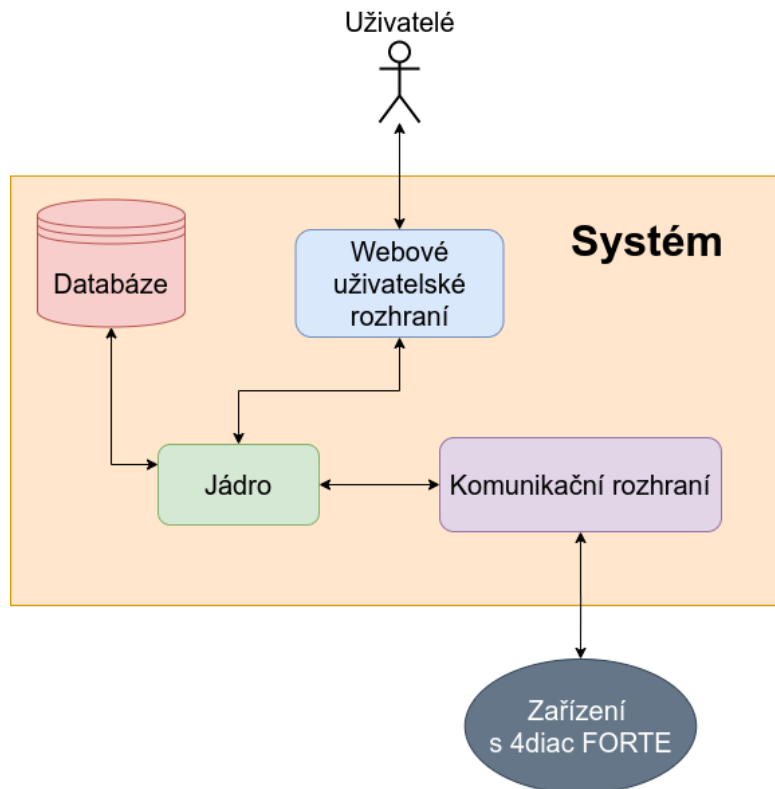 Uživatelé
Systém
Databáze
Webové
uživatelské
rozhraní
Jádro
Komunikační rozhraní
Zařízení
s 4diac FORTE